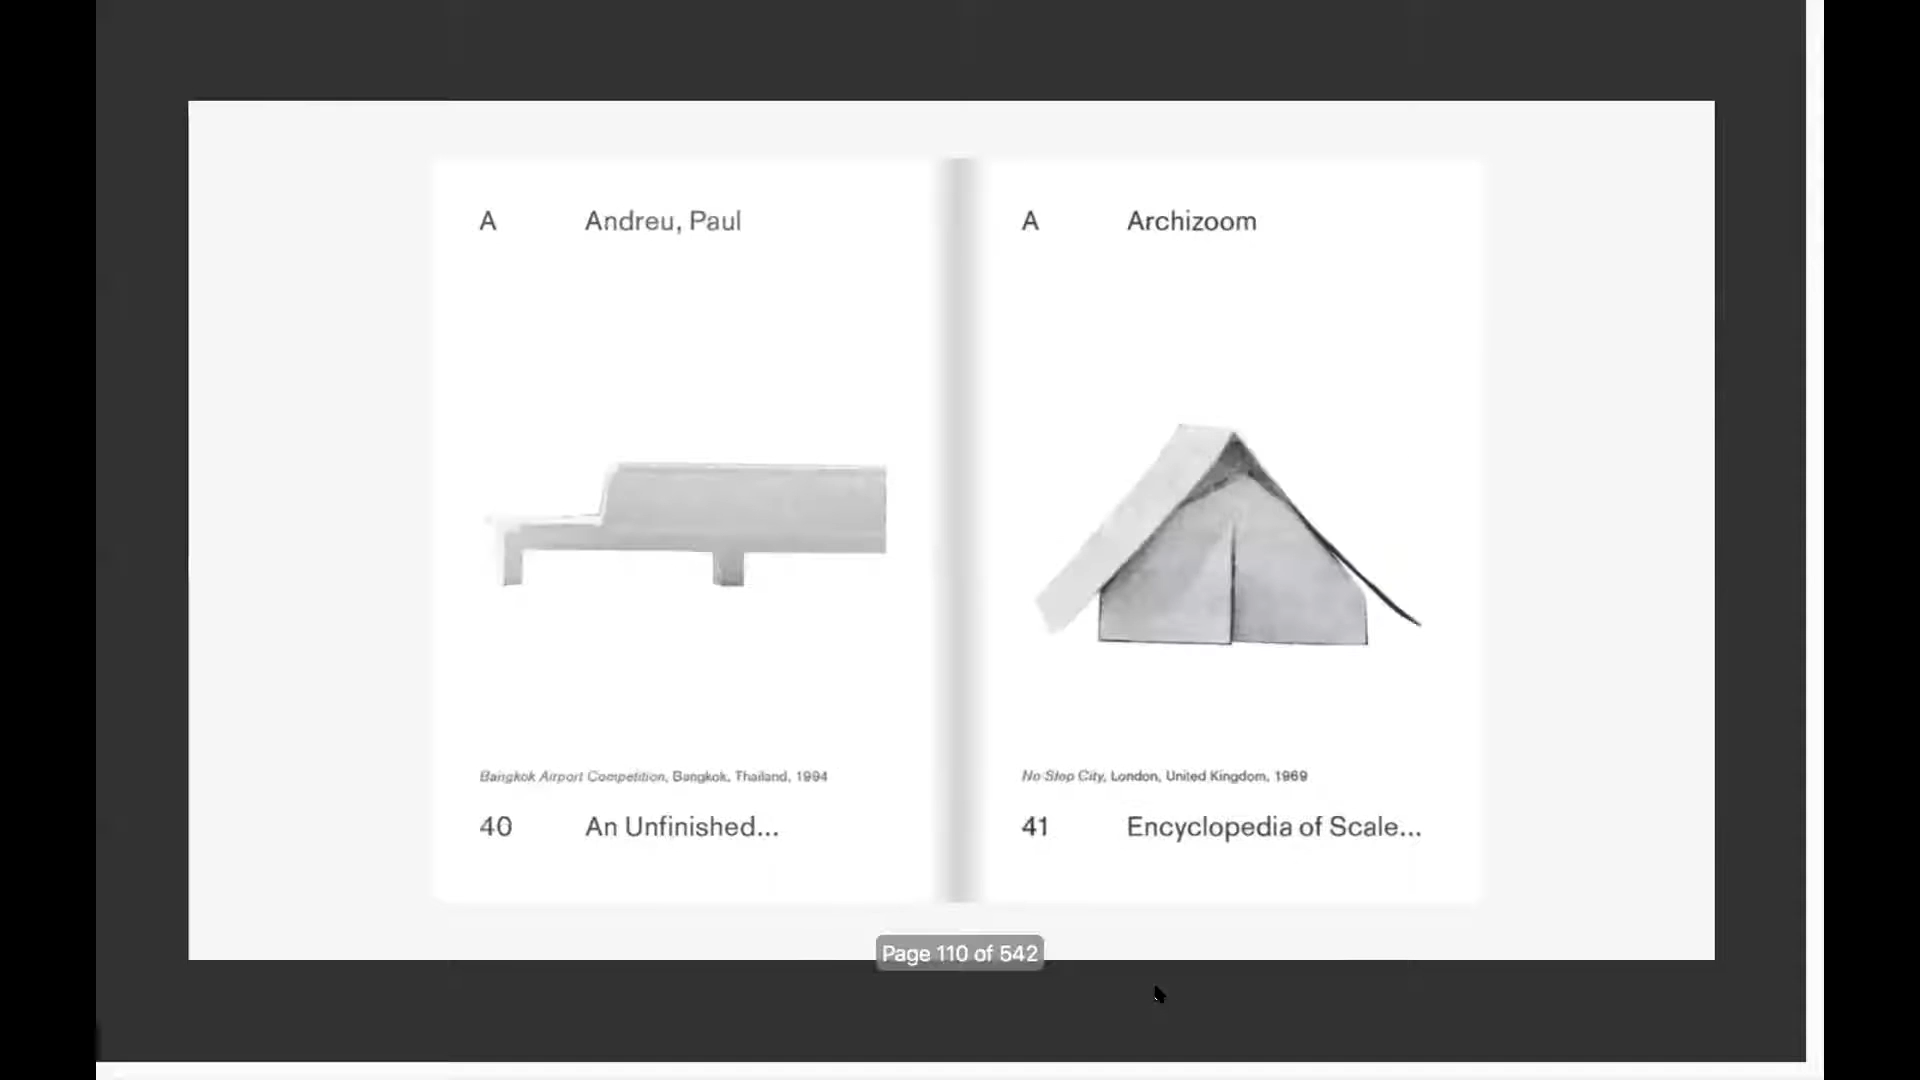 A Andreu, Paul
Bangkok Airport Competition, Bangkok, Thailand, 1994
40 An Unfinished...
A Archizoom
No Stop City, London, United Kingdom, 1969
41 Encyclopedia of Scale...
Page 110 of 542